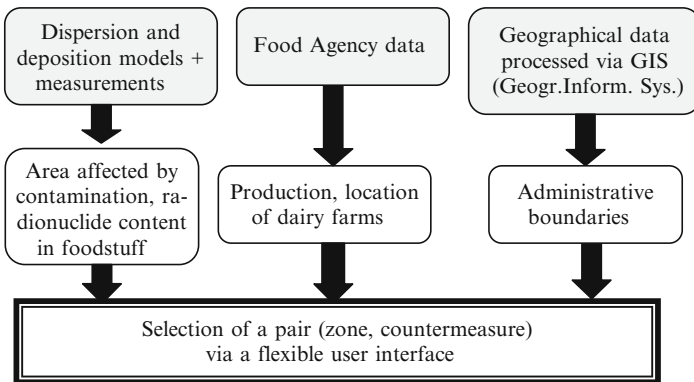 Dispersion and
deposition models +
measurements
Food Agency data
Geographical data
processed via GIS
(Geogr.Inform. Sys.)
Area affected by
contamination, ra-
dionuclide content
in foodstuff
Production, location
of dairy farms
Administrative
boundaries
Selection of a pair (zone, countermeasure)
via a flexible user interface